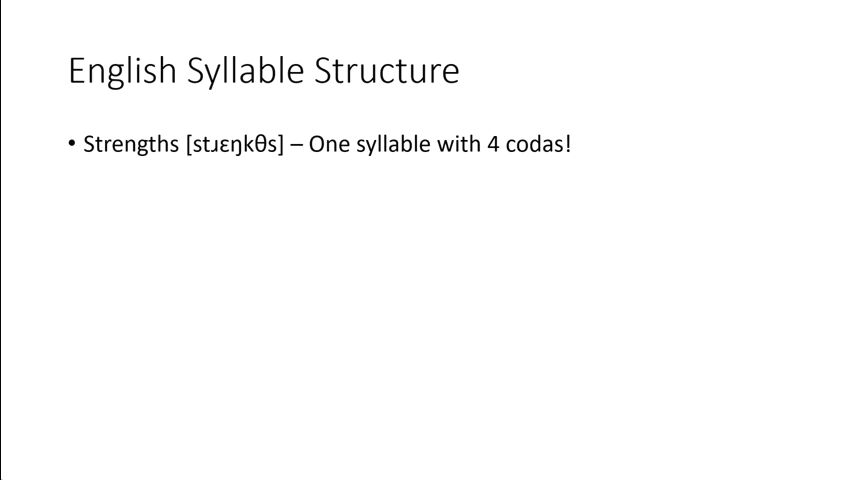 English Syllable Structure
• Strengths [stɹɛŋkθs] – One syllable with 4 codas!